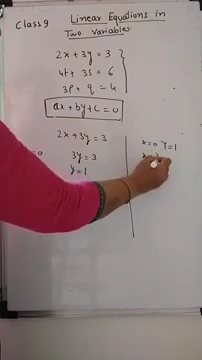 Class 9 Linear Equations in
Two Variables
2x + 3y = 3
4t + 3s = 6
3p + q = 4
ax + by + c = 0
2x + 3y = 3
= 0
3y = 3
y = 1
x = 0 y = 1